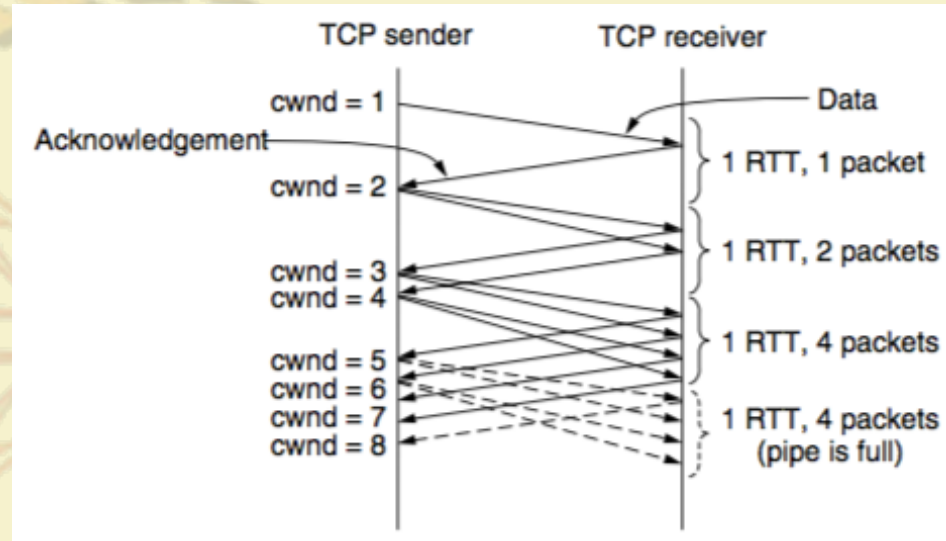 TCP sender
TCP receiver
cwnd = 1
Data
Acknowledgement
1 RTT, 1 packet
cwnd = 2
1 RTT, 2 packets
cwnd = 3
cwnd = 4
1 RTT, 4 packets
cwnd = 5
cwnd = 6
cwnd = 7
1 RTT, 4 packets
cwnd = 8
(pipe is full)